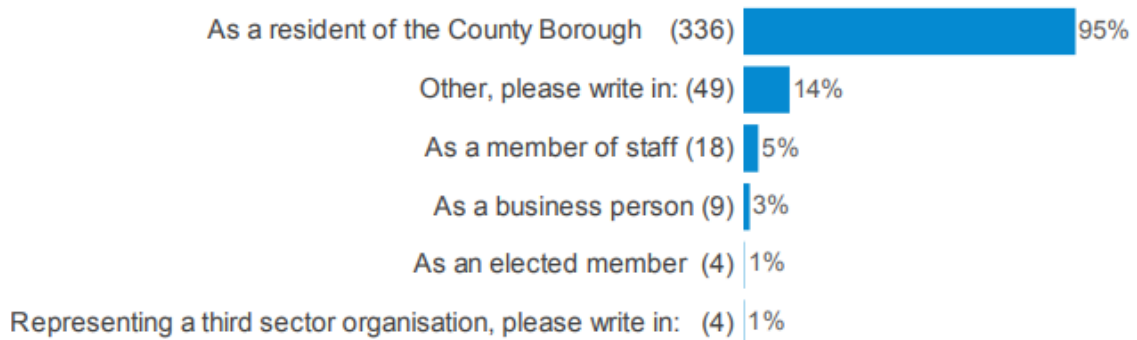 As a resident of the County Borough (336) 95%
Other, please write in: (49) 14%
As a member of staff (18) 5%
As a business person (9) 3%
As an elected member (4) 1%
Representing a third sector organisation, please write in: (4) 1%